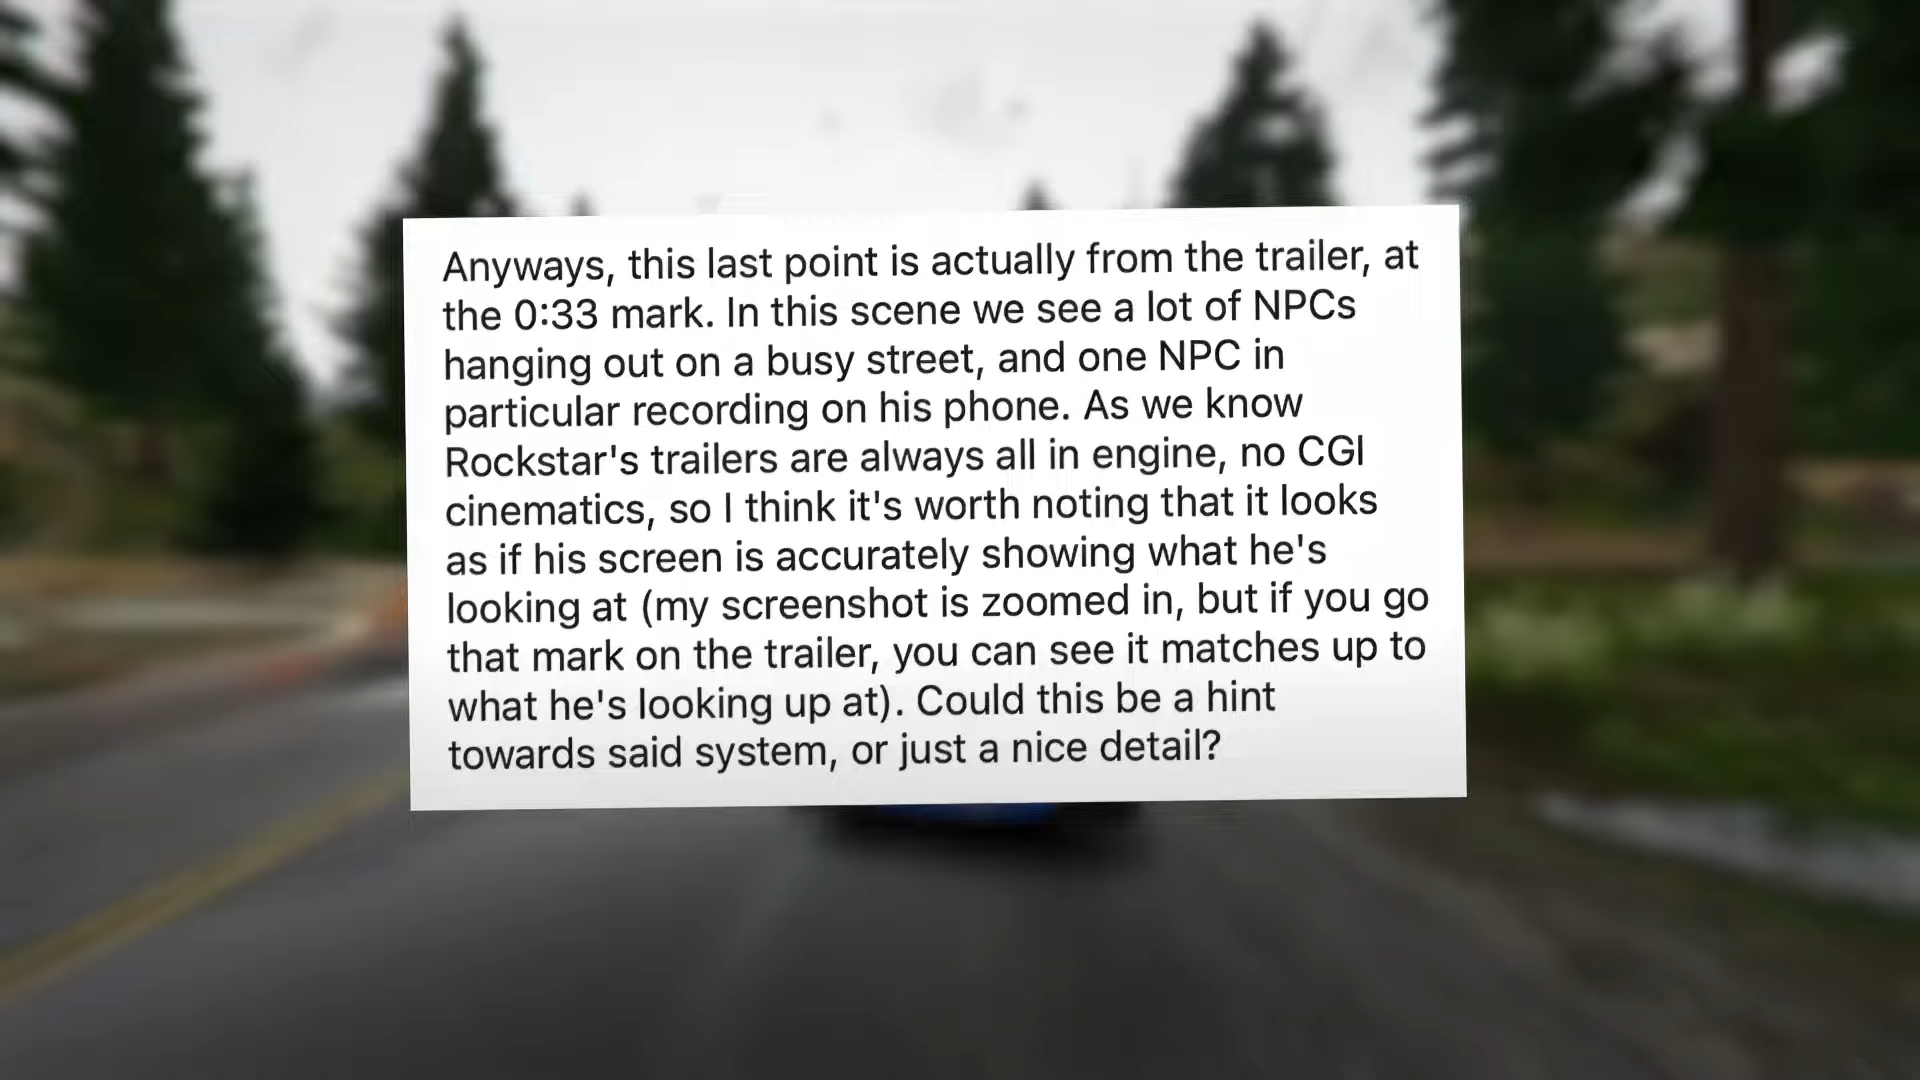 Anyways, this last point is actually from the trailer, at
the 0:33 mark. In this scene we see a lot of NPCs
hanging out on a busy street, and one NPC in
particular recording on his phone. As we know
Rockstar's trailers are always all in engine, no CGI
cinematics, so I think it's worth noting that it looks
as if his screen is accurately showing what he's
looking at (my screenshot is zoomed in, but if you go
that mark on the trailer, you can see it matches up to
what he's looking up at). Could this be a hint
towards said system, or just a nice detail?